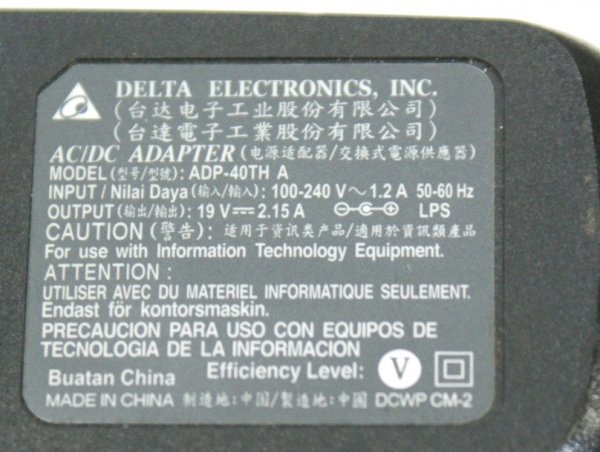 DELTA ELECTRONICS, INC.
(台达电子工业股份有限公司)
(台達電子工業股份有限公司)
AC/DC ADAPTER (电源适配器/交換式電源供應器)
MODEL (型号/型號): ADP-40TH A
INPUT / Nilai Daya (输入/輸入): 100-240 V～1.2 A 50-60 Hz
OUTPUT (输出/輸出): 19 V⎓2.15 A LPS
CAUTION (警告): 适用于资讯类产品/適用於資訊類產品
For use with Information Technology Equipment.
ATTENTION :
UTILISER AVEC DU MATERIEL INFORMATIQUE SEULEMENT.
Endast för kontorsmaskin.
PRECAUCION PARA USO CON EQUIPOS DE
TECNOLOGIA DE LA INFORMACION
Buatan China Efficiency Level: V
MADE IN CHINA 制造地:中国/製造地:中國 DCWP CM-2